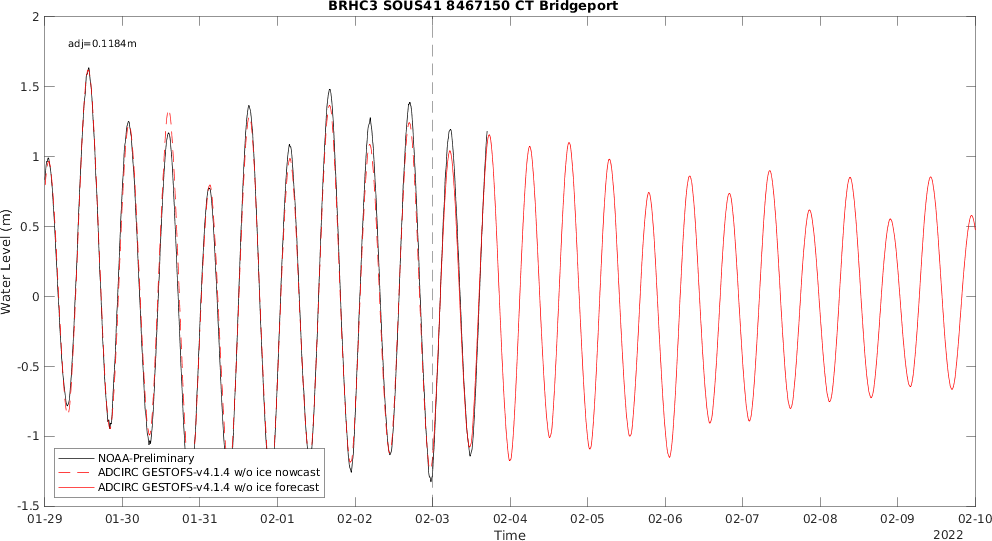 BRHC3 SOUS41 8467150 CT Bridgeport
adj=0.1184m
2
1.5
1
0.5
0
-0.5
-1
-1.5
Water Level (m)
NOAA-Preliminary
ADCIRC GESTOFS-v4.1.4 w/o ice nowcast
ADCIRC GESTOFS-v4.1.4 w/o ice forecast
01-29 01-30 01-31 02-01 02-02 02-03 02-04 02-05 02-06 02-07 02-08 02-09 02-10
Time
2022